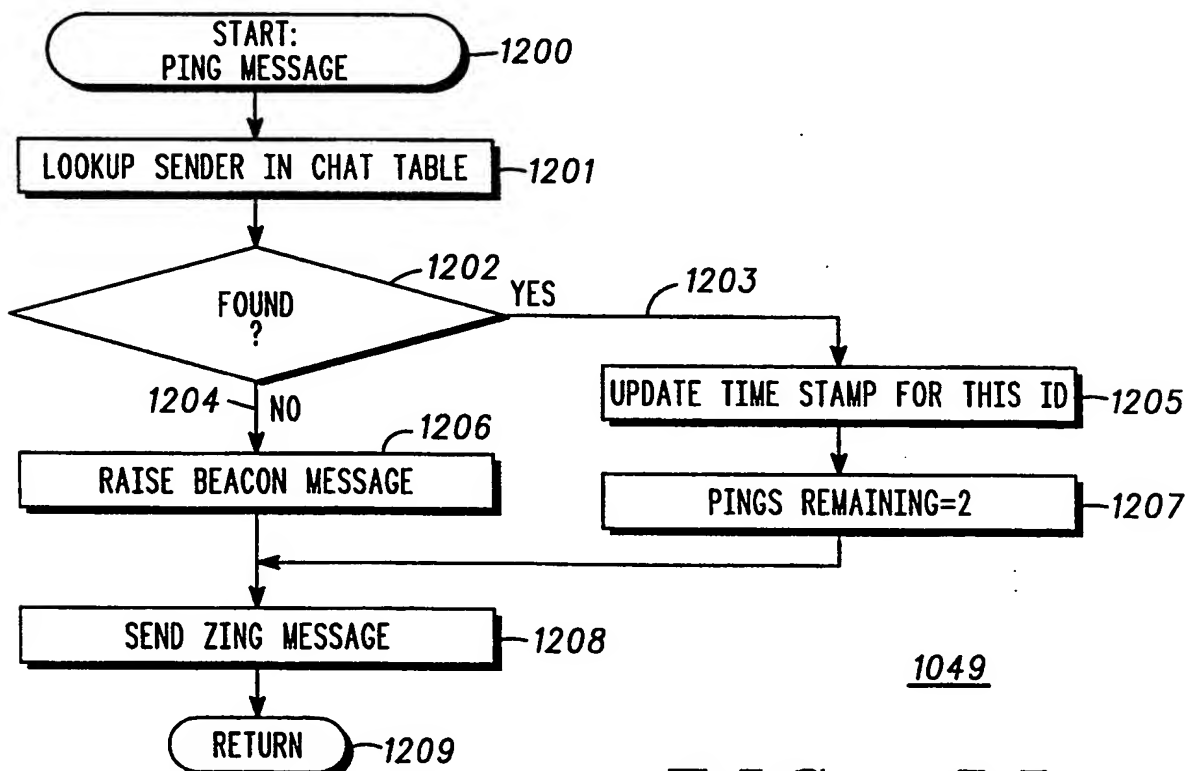 START:
PING MESSAGE
1200
LOOKUP SENDER IN CHAT TABLE
1201
FOUND
?
1202
YES
1203
1204
NO
UPDATE TIME STAMP FOR THIS ID
1205
1206
RAISE BEACON MESSAGE
PINGS REMAINING=2
1207
SEND ZING MESSAGE
1208
1049
RETURN
1209